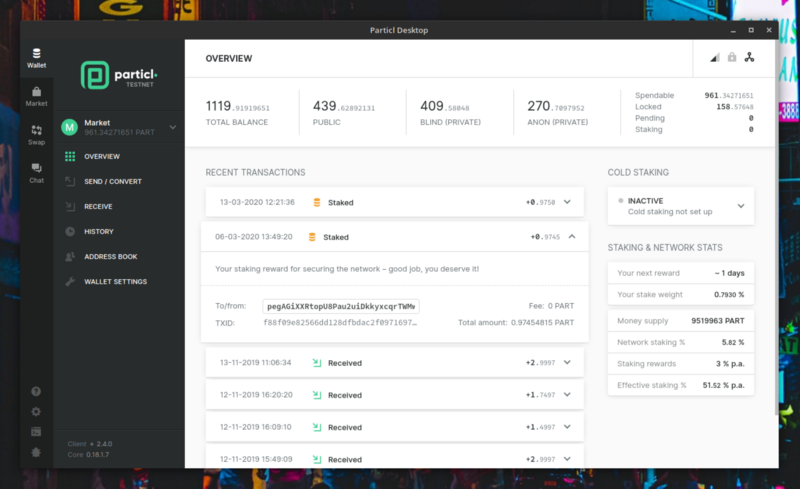 Particl Desktop
Wallet
Market
Swap
Chat
particl.
TESTNET
M Market
961.34271651 PART
OVERVIEW
SEND / CONVERT
RECEIVE
HISTORY
ADDRESS BOOK
WALLET SETTINGS
Client 2.4.0
Core 0.18.1.7
OVERVIEW
1119.91919651
TOTAL BALANCE
439.62892131
PUBLIC
409.58048
BLIND (PRIVATE)
270.7097952
ANON (PRIVATE)
Spendable 961.34271651
Locked 158.57648
Pending 0
Staking 0
RECENT TRANSACTIONS
13-03-2020 12:21:36 Staked +0.9750
06-03-2020 13:49:20 Staked +0.9745
Your staking reward for securing the network – good job, you deserve it!
To/from: pegAGiXXRtopU8Pau2uiDkkyxcqrTWMw
Fee: 0 PART
TXID: f88f09e82566dd128dfbdac2f0971697…
Total amount: 0.97454815 PART
13-11-2019 11:06:34 Received +2.9997
12-11-2019 16:20:20 Received +1.7497
12-11-2019 16:09:10 Received +1.4997
12-11-2019 15:49:09 Received +2.9997
COLD STAKING
INACTIVE
Cold staking not set up
STAKING & NETWORK STATS
Your next reward ~ 1 days
Your stake weight 0.7930 %
Money supply 9519963 PART
Network staking % 5.82 %
Staking rewards 3 % p.a.
Effective staking % 51.52 % p.a.